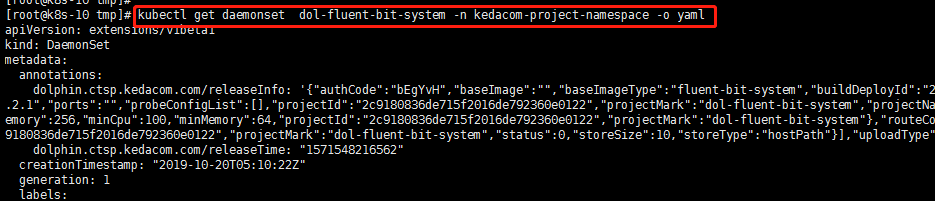 [root@k8s-10 tmp]#
[root@k8s-10 tmp]# kubectl get daemonset  dol-fluent-bit-system -n kedacom-project-namespace -o yaml
apiVersion: extensions/v1beta1
kind: DaemonSet
metadata:
  annotations:
    dolphin.ctsp.kedacom.com/releaseInfo: '{"authCode":"bEgYvH","baseImage":"","baseImageType":"fluent-bit-system","buildDeployId":"2
.2.1","ports":"","probeConfigList":[],"projectId":"2c9180836de715f2016de792360e0122","projectMark":"dol-fluent-bit-system","projectNa
emory":256,"minCpu":100,"minMemory":64,"projectId":"2c9180836de715f2016de792360e0122","projectMark":"dol-fluent-bit-system"},"routeCo
9180836de715f2016de792360e0122","projectMark":"dol-fluent-bit-system","status":0,"storeSize":10,"storeType":"hostPath"}],"uploadType"
    dolphin.ctsp.kedacom.com/releaseTime: "1571548216562"
  creationTimestamp: "2019-10-20T05:10:22Z"
  generation: 1
  labels: